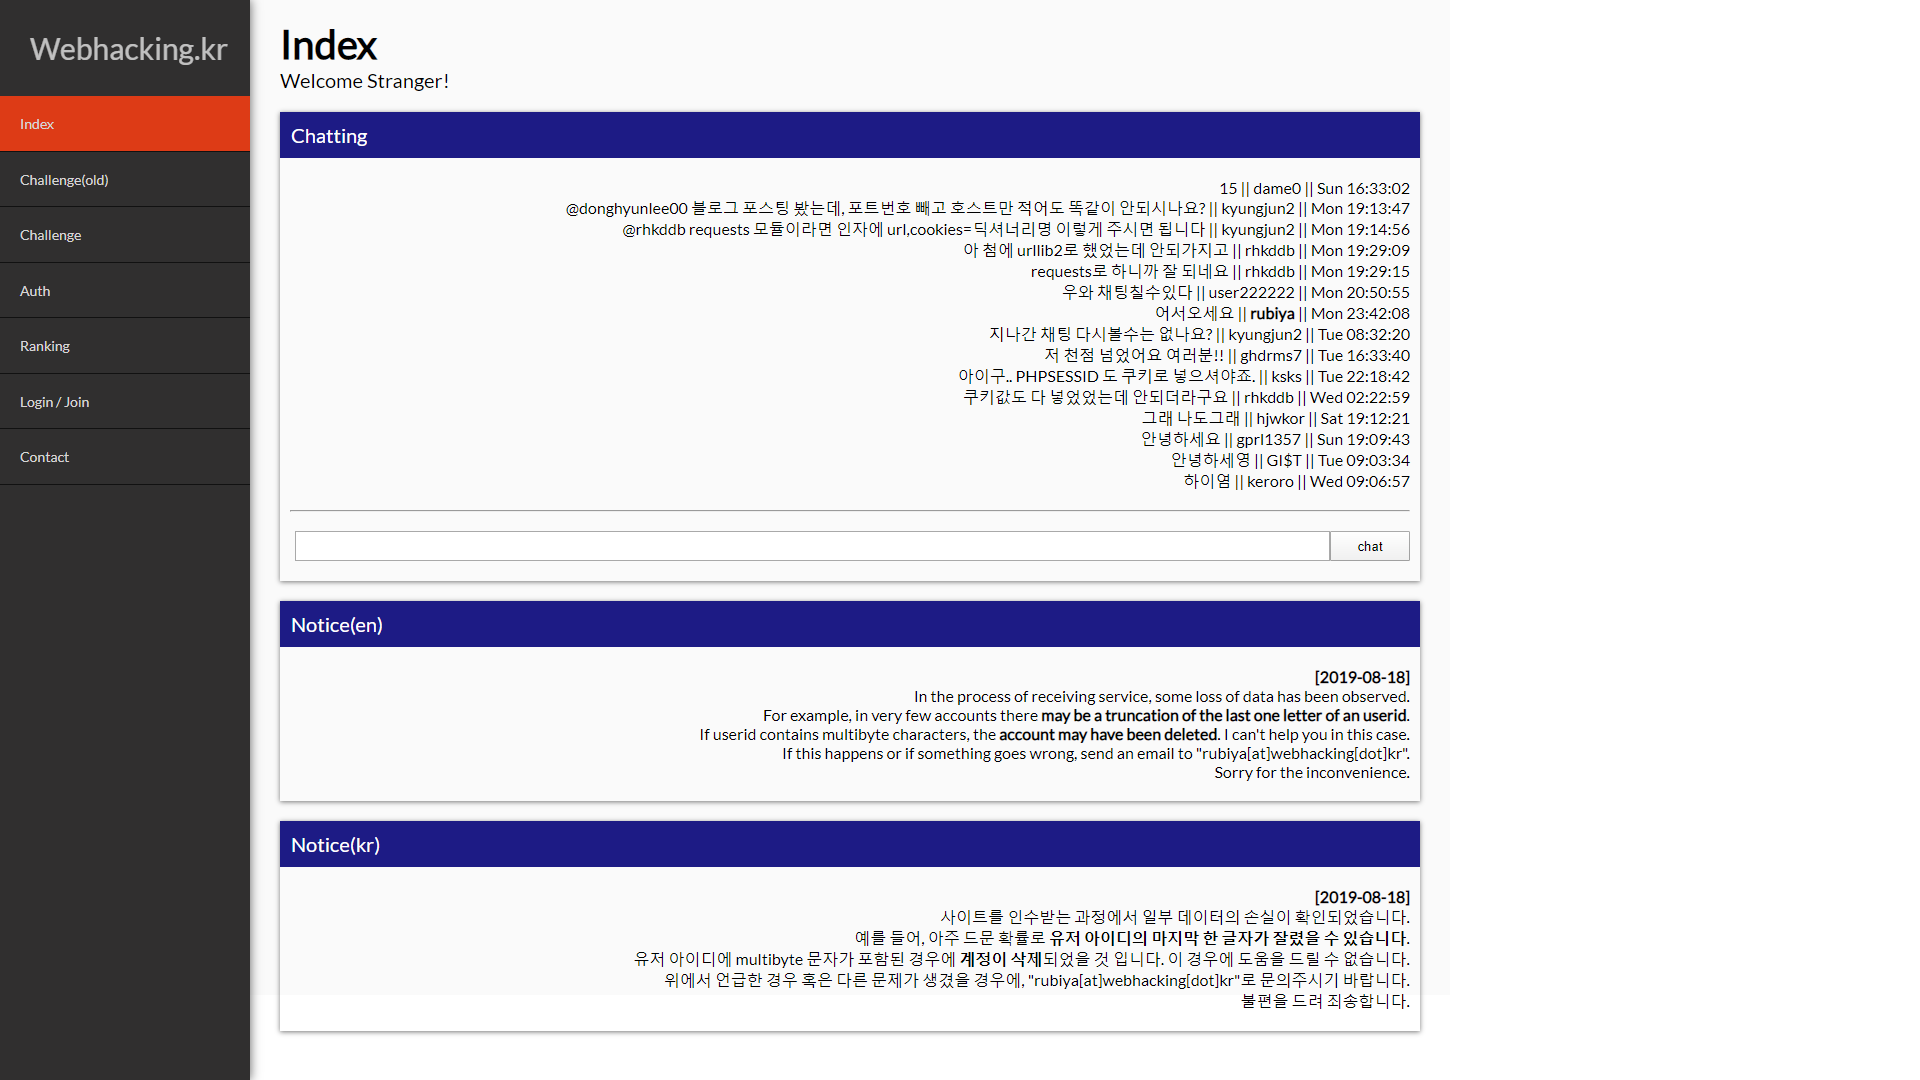 Webhacking.kr
Index
Challenge(old)
Challenge
Auth
Ranking
Login / Join
Contact
Index
Welcome Stranger!
Chatting
15 || dame0 || Sun 16:33:02
@donghyunlee00 블로그 포스팅 봤는데, 포트번호 빼고 호스트만 적어도 똑같이 안되시나요? || kyungjun2 || Mon 19:13:47
@rhkddb requests 모듈이라면 인자에 url,cookies=딕셔너리명 이렇게 주시면 됩니다 || kyungjun2 || Mon 19:14:56
아 첨에 urllib2로 했었는데 안되가지고 || rhkddb || Mon 19:29:09
requests로 하니까 잘 되네요 || rhkddb || Mon 19:29:15
우와 채팅칠수있다 || user222222 || Mon 20:50:55
어서오세요 || rubiya || Mon 23:42:08
지나간 채팅 다시볼수는 없나요? || kyungjun2 || Tue 08:32:20
저 천점 넘었어요 여러분!! || ghdrms7 || Tue 16:33:40
아이구.. PHPSESSID 도 쿠키로 넣으셔야죠. || ksks || Tue 22:18:42
쿠키값도 다 넣었었는데 안되더라구요 || rhkddb || Wed 02:22:59
그래 나도그래 || hjwkor || Sat 19:12:21
안녕하세요 || gprl1357 || Sun 19:09:43
안녕하세영 || GI$T || Tue 09:03:34
하이염 || keroro || Wed 09:06:57
chat
Notice(en)
[2019-08-18]
In the process of receiving service, some loss of data has been observed.
For example, in very few accounts there may be a truncation of the last one letter of an userid.
If userid contains multibyte characters, the account may have been deleted. I can't help you in this case.
If this happens or if something goes wrong, send an email to "rubiya[at]webhacking[dot]kr".
Sorry for the inconvenience.
Notice(kr)
[2019-08-18]
사이트를 인수받는 과정에서 일부 데이터의 손실이 확인되었습니다.
예를 들어, 아주 드문 확률로 유저 아이디의 마지막 한 글자가 잘렸을 수 있습니다.
유저 아이디에 multibyte 문자가 포함된 경우에 계정이 삭제되었을 것 입니다. 이 경우에 도움을 드릴 수 없습니다.
위에서 언급한 경우 혹은 다른 문제가 생겼을 경우에, "rubiya[at]webhacking[dot]kr"로 문의주시기 바랍니다.
불편을 드려 죄송합니다.